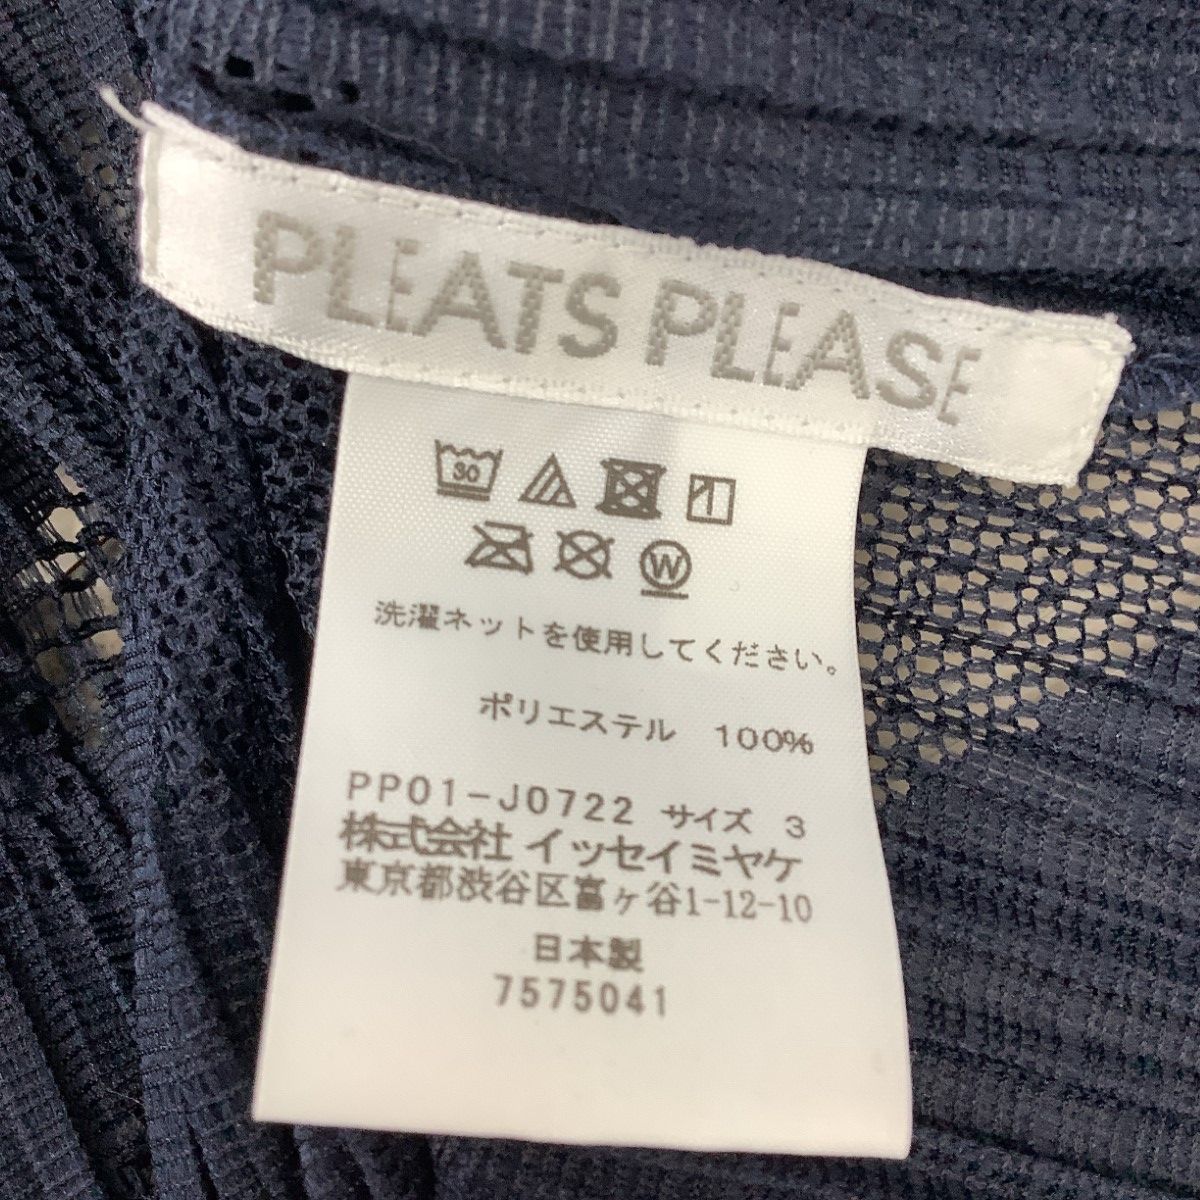 PLEATS PLEASE
30
W
洗濯ネットを使用してください。
ポリエステル 100%
PP01-J0722 サイズ 3
株式会社 イッセイミヤケ
東京都渋谷区富ヶ谷1-12-10
日本製
7575041